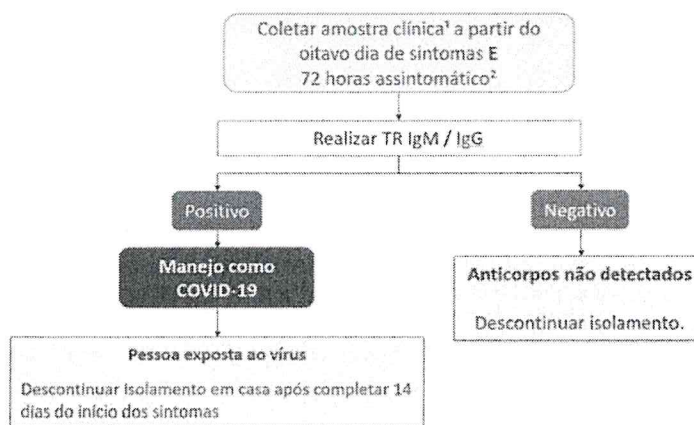 Coletar amostra clínica¹ a partir do
oitavo dia de sintomas E
72 horas assintomático²
Realizar TR IgM / IgG
Positivo
Negativo
Manejo como
COVID-19
Anticorpos não detectados
Descontinuar isolamento.
Pessoa exposta ao vírus
Descontinuar isolamento em casa após completar 14
dias do início dos sintomas